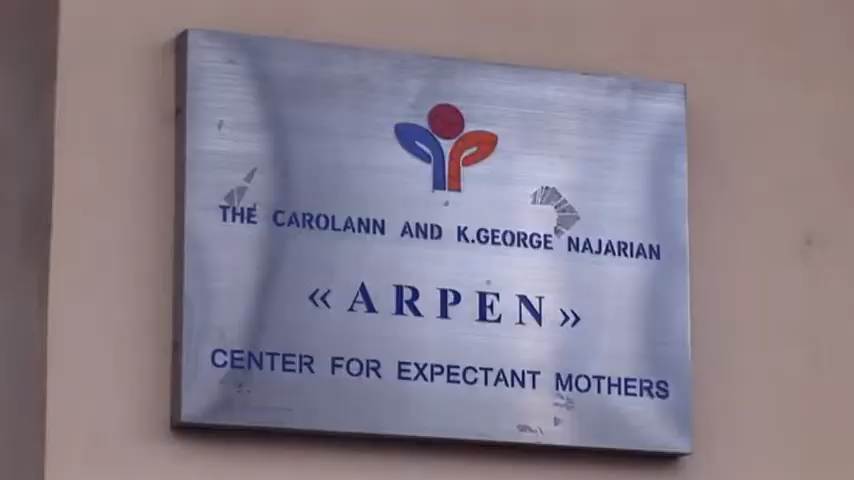 THE CAROLANN AND K.GEORGE NAJARIAN
«ARPEN»
CENTER FOR EXPECTANT MOTHERS